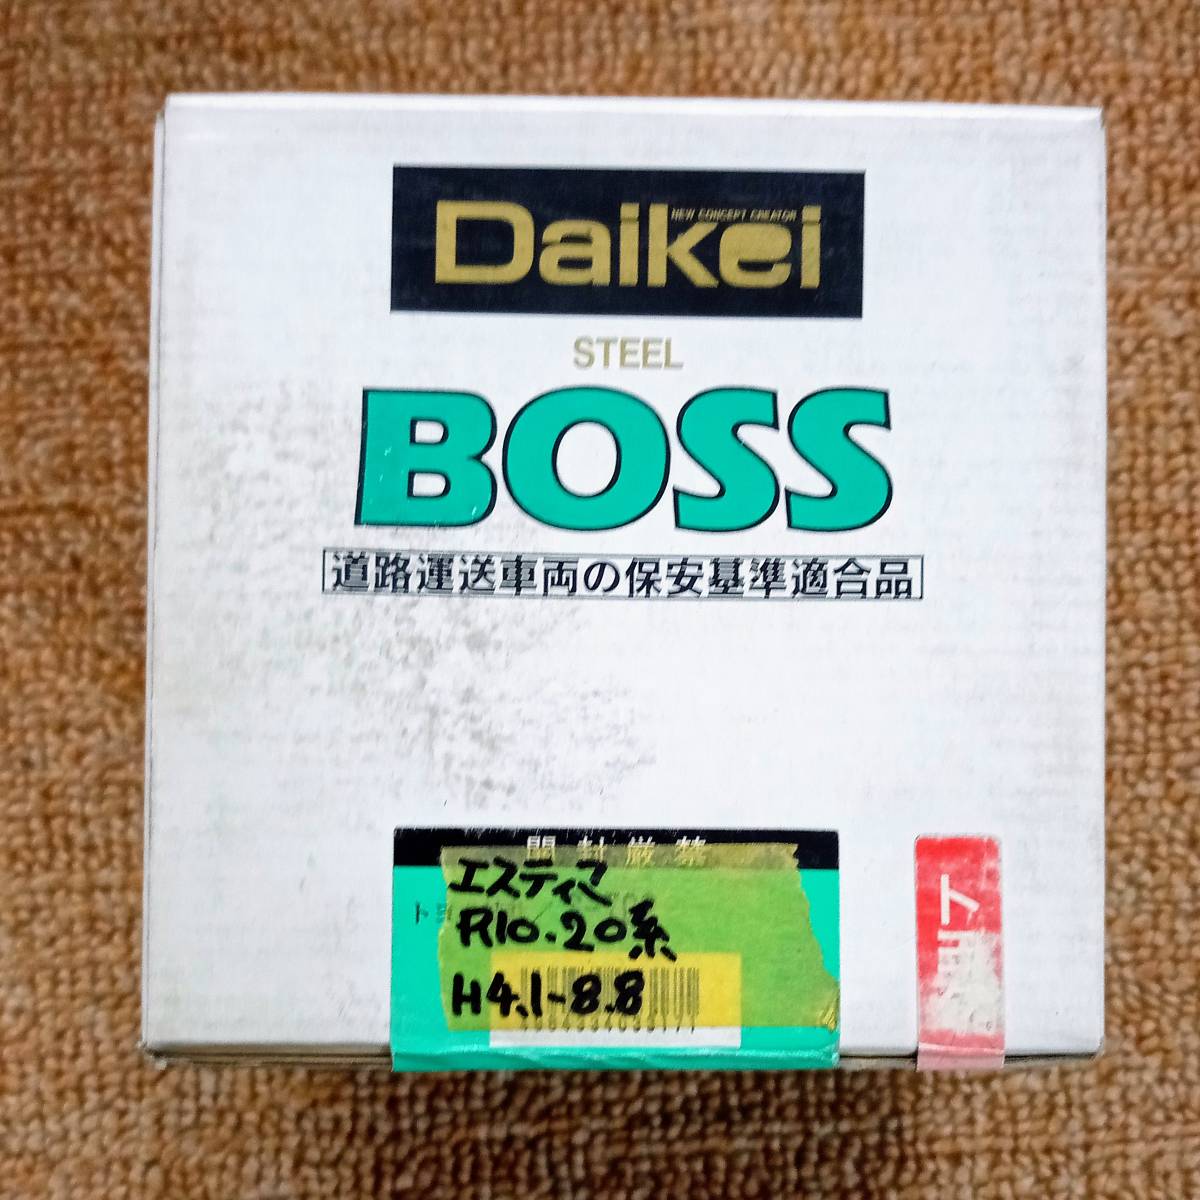 Daikei
NEW CONCEPT CREATOR
STEEL
BOSS
道路運送車両の保安基準適合品
開封厳禁
エスティマ
R10.20系
H4.1-8.8